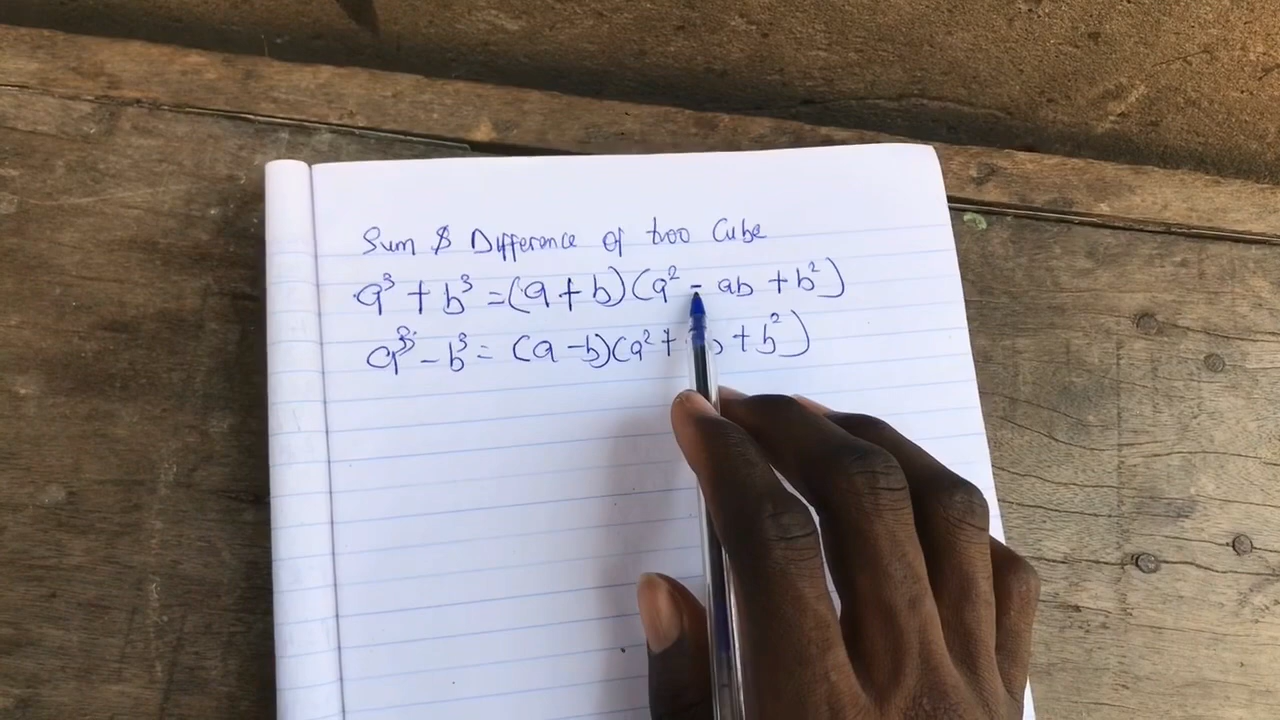 Sum $ Difference of two Cube
a³ + b³ = (a + b)(a² - ab + b²)
a³ - b³ = (a - b)(a² + b + b²)